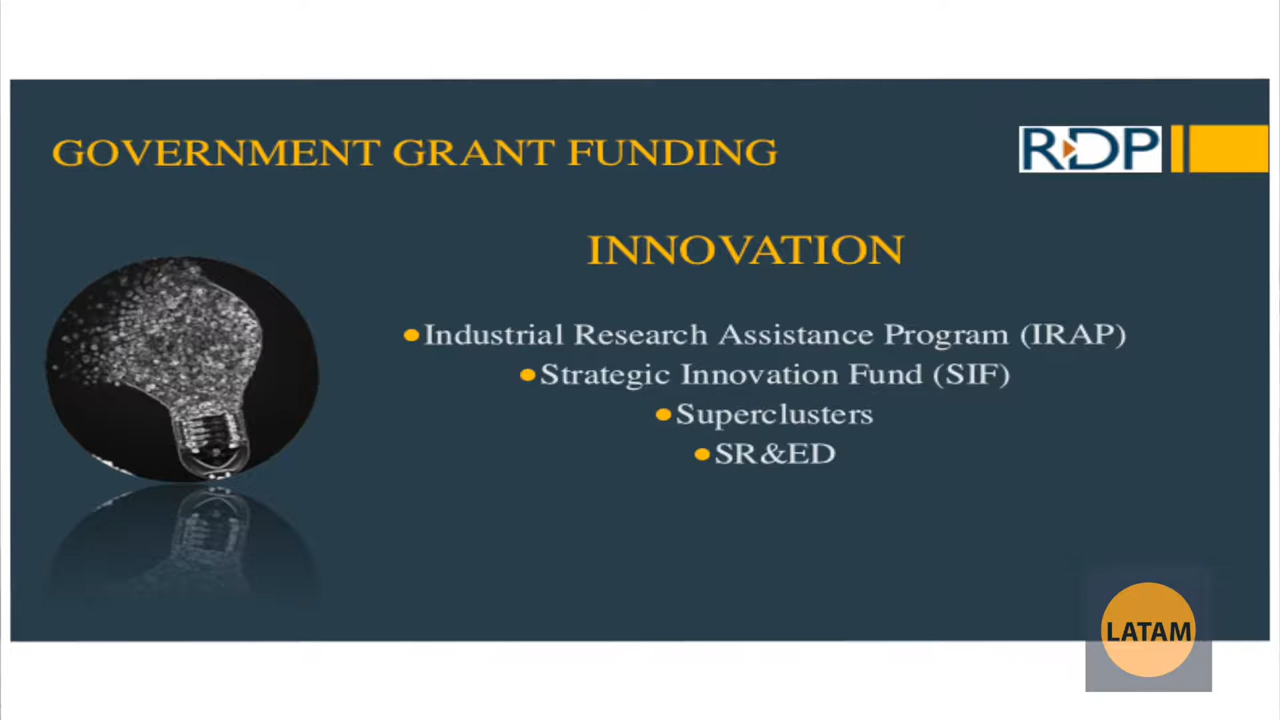 GOVERNMENT GRANT FUNDING
RDP
INNOVATION
•Industrial Research Assistance Program (IRAP)
•Strategic Innovation Fund (SIF)
•Superclusters
•SR&ED
LATAM